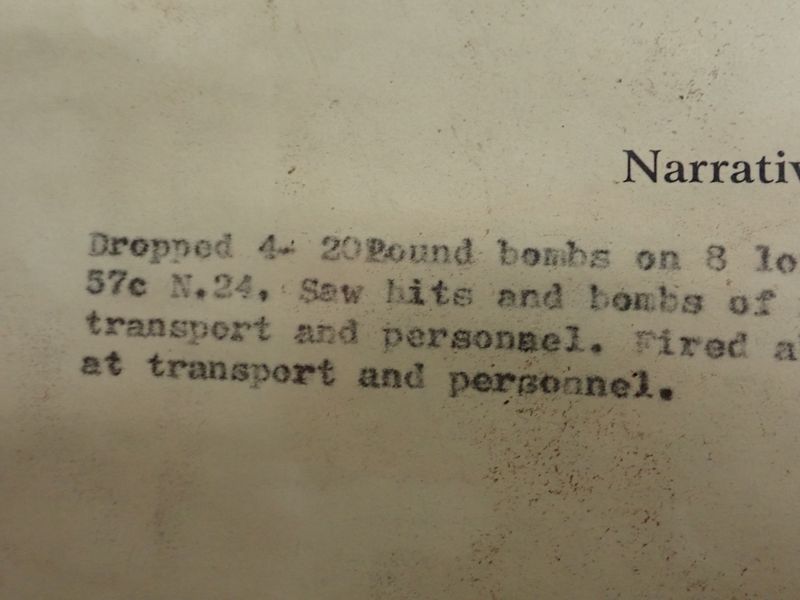 Narrativ
Dropped 4- 20Pound bombs on 8 lo
57c N.24, Saw hits and bombs of
transport and personnel. Fired a
at transport and personnel.